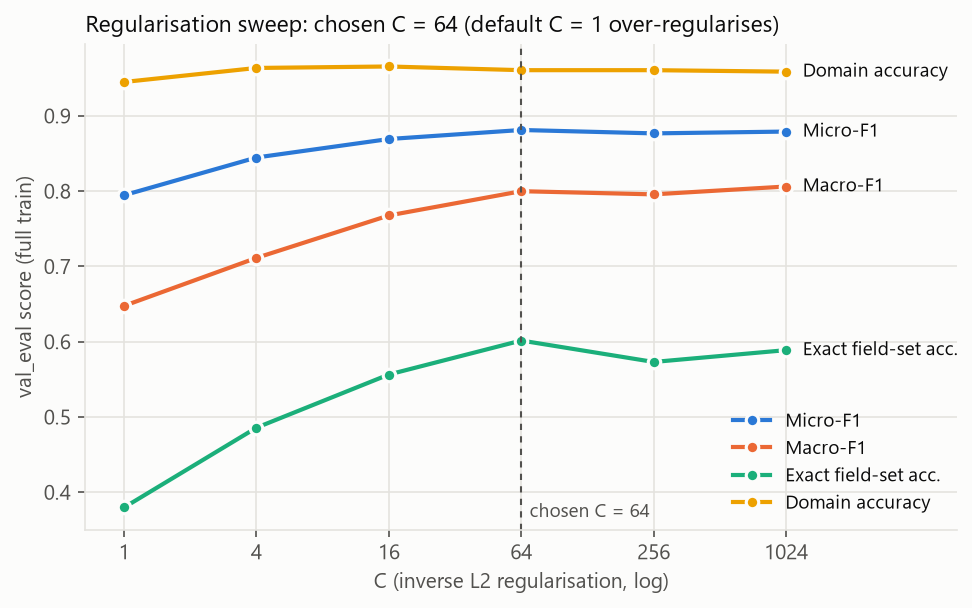 Regularisation sweep: chosen C = 64 (default C = 1 over-regularises)
val_eval score (full train)
0.9
0.8
0.7
0.6
0.5
0.4
Domain accuracy
Micro-F1
Macro-F1
Exact field-set acc.
Micro-F1
Macro-F1
Exact field-set acc.
Domain accuracy
chosen C = 64
1 4 16 64 256 1024
C (inverse L2 regularisation, log)